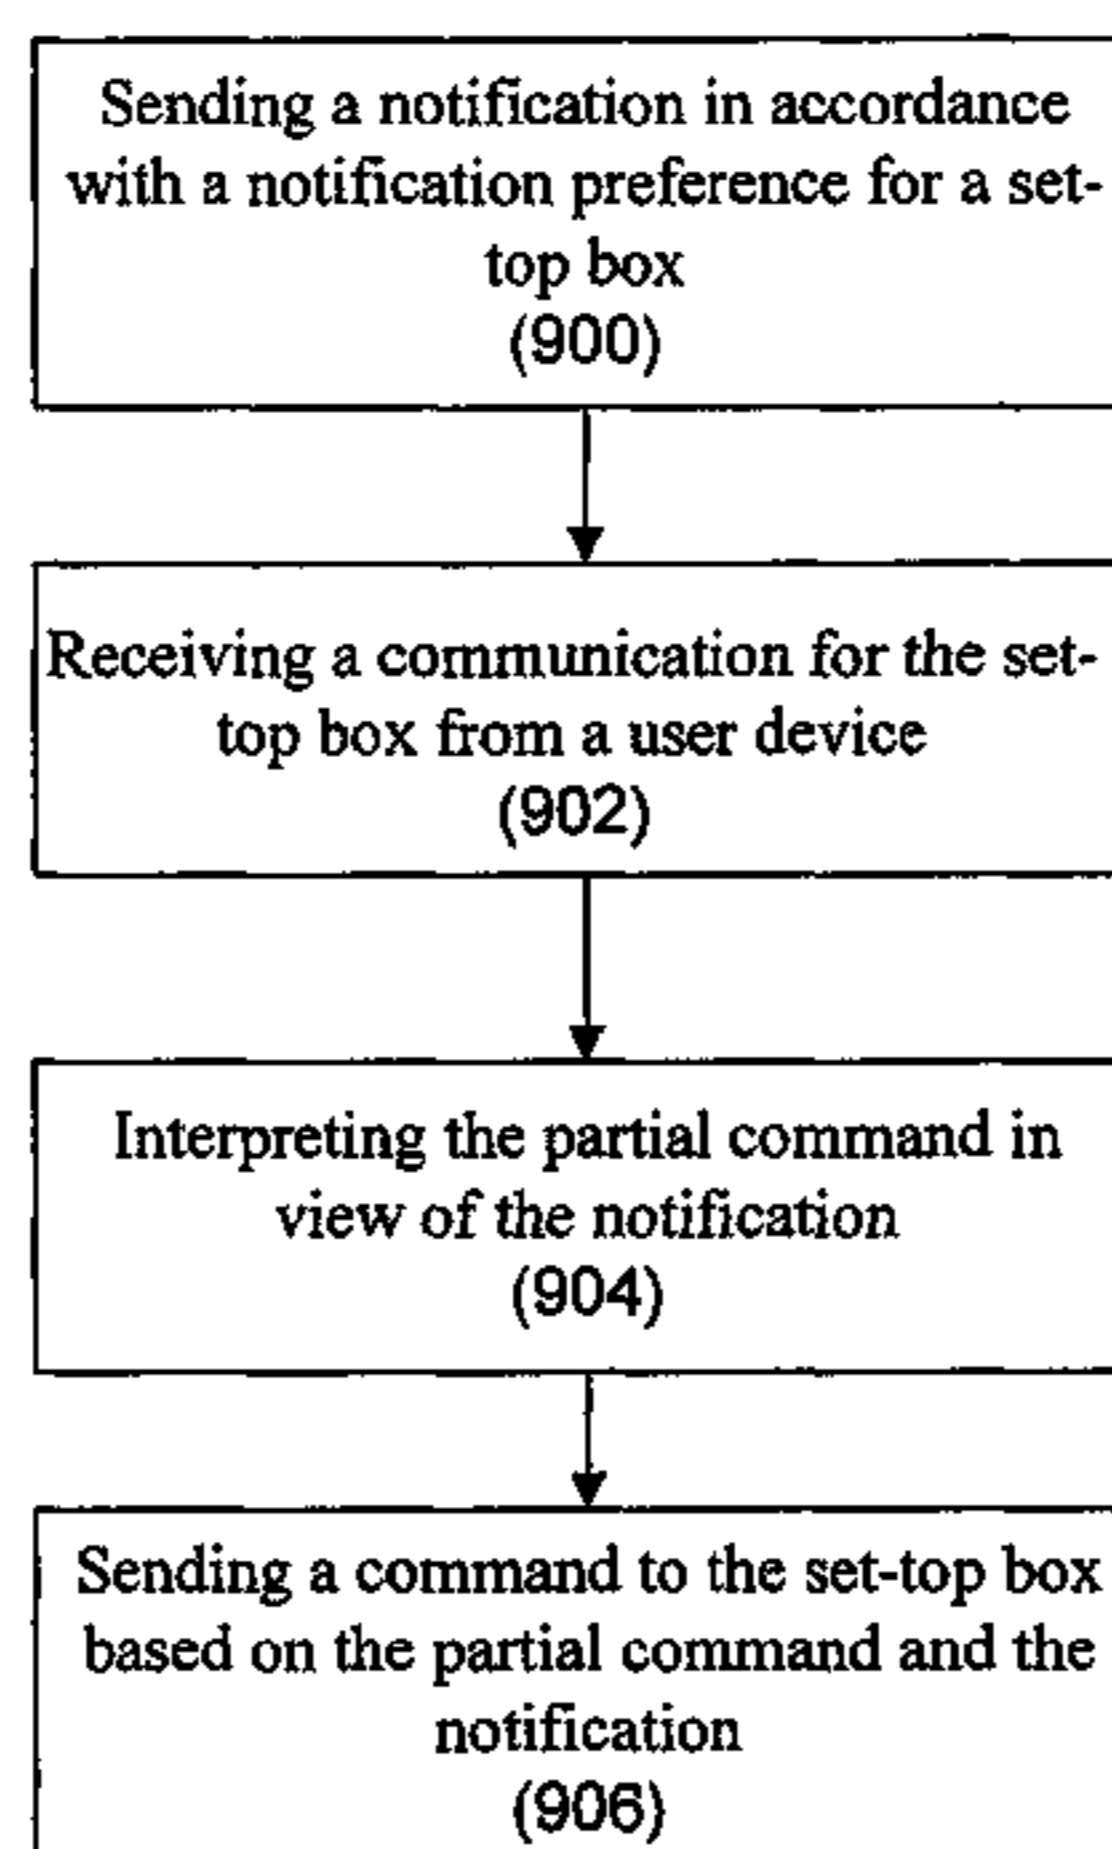 Sending a notification in accordance
with a notification preference for a set-
top box
(900)
Receiving a communication for the set-
top box from a user device
(902)
Interpreting the partial command in
view of the notification
(904)
Sending a command to the set-top box
based on the partial command and the
notification
(906)